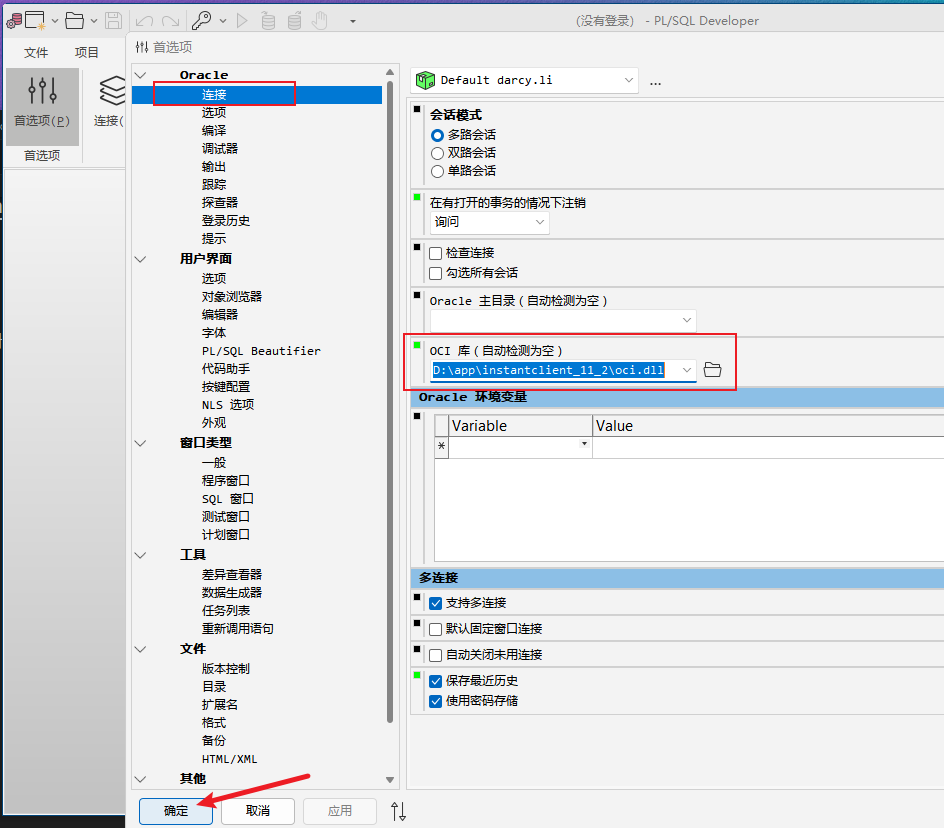 (没有登录) - PL/SQL Developer
文件 项目
首选项(P) 连接(
首选项
首选项
Oracle
连接
选项
编译
调试器
输出
跟踪
探查器
登录历史
提示
用户界面
选项
对象浏览器
编辑器
字体
PL/SQL Beautifier
代码助手
按键配置
NLS 选项
外观
窗口类型
一般
程序窗口
SQL 窗口
测试窗口
计划窗口
工具
差异查看器
数据生成器
任务列表
重新调用语句
文件
版本控制
目录
扩展名
格式
备份
HTML/XML
其他
Default darcy.li
...
会话模式
多路会话
双路会话
单路会话
在有打开的事务的情况下注销
询问
检查连接
勾选所有会话
Oracle 主目录（自动检测为空）
OCI 库（自动检测为空）
D:\app\instantclient_11_2\oci.dll
Oracle 环境变量
Variable Value
*
多连接
支持多连接
默认固定窗口连接
自动关闭未用连接
保存最近历史
使用密码存储
确定 取消 应用